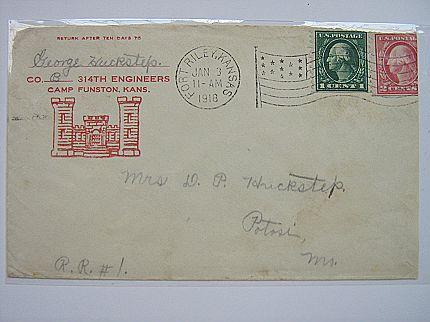 RETURN AFTER TEN DAYS TO
George Huckstep.
CO. B 314TH ENGINEERS
CAMP FUNSTON, KANS.
FORT RILEY, KANSAS
JAN 3
11-AM
1918
U.S. POSTAGE
1 CENT 1
U.S. POSTAGE
2 CENTS
Mrs D. P. Huckstep.
Potosi,
Mo.
R.R. #1.